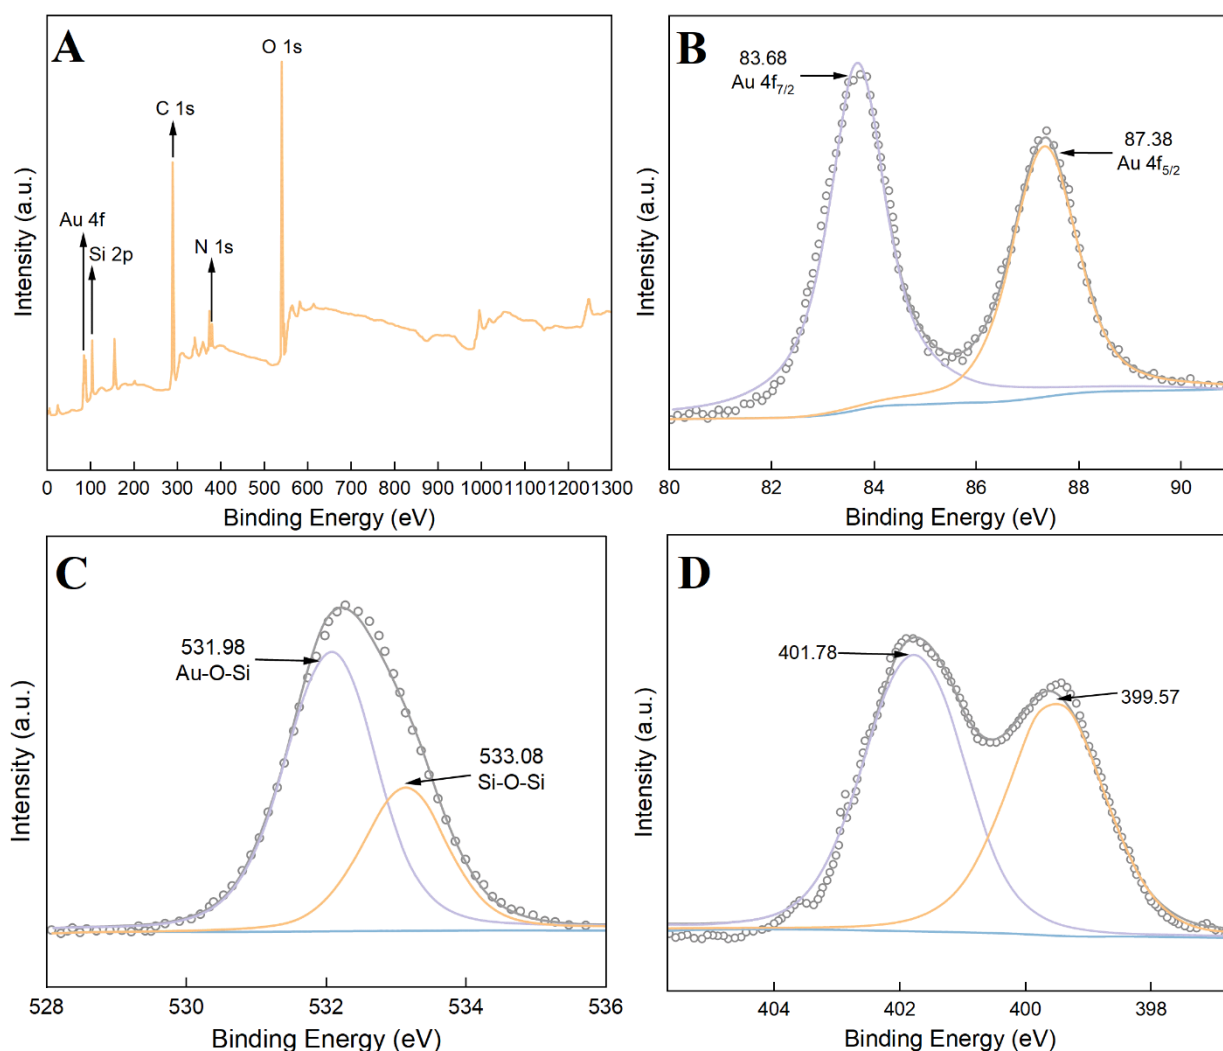 A
O 1s
C 1s
Au 4f
Si 2p
N 1s
Intensity (a.u.)
0 100 200 300 400 500 600 700 800 900 1000 1100 1200 1300
Binding Energy (eV)
B
83.68
Au 4f7/2
87.38
Au 4f5/2
Intensity (a.u.)
80 82 84 86 88 90
Binding Energy (eV)
C
531.98
Au-O-Si
533.08
Si-O-Si
Intensity (a.u.)
528 530 532 534 536
Binding Energy (eV)
D
401.78
399.57
Intensity (a.u.)
404 402 400 398
Binding Energy (eV)